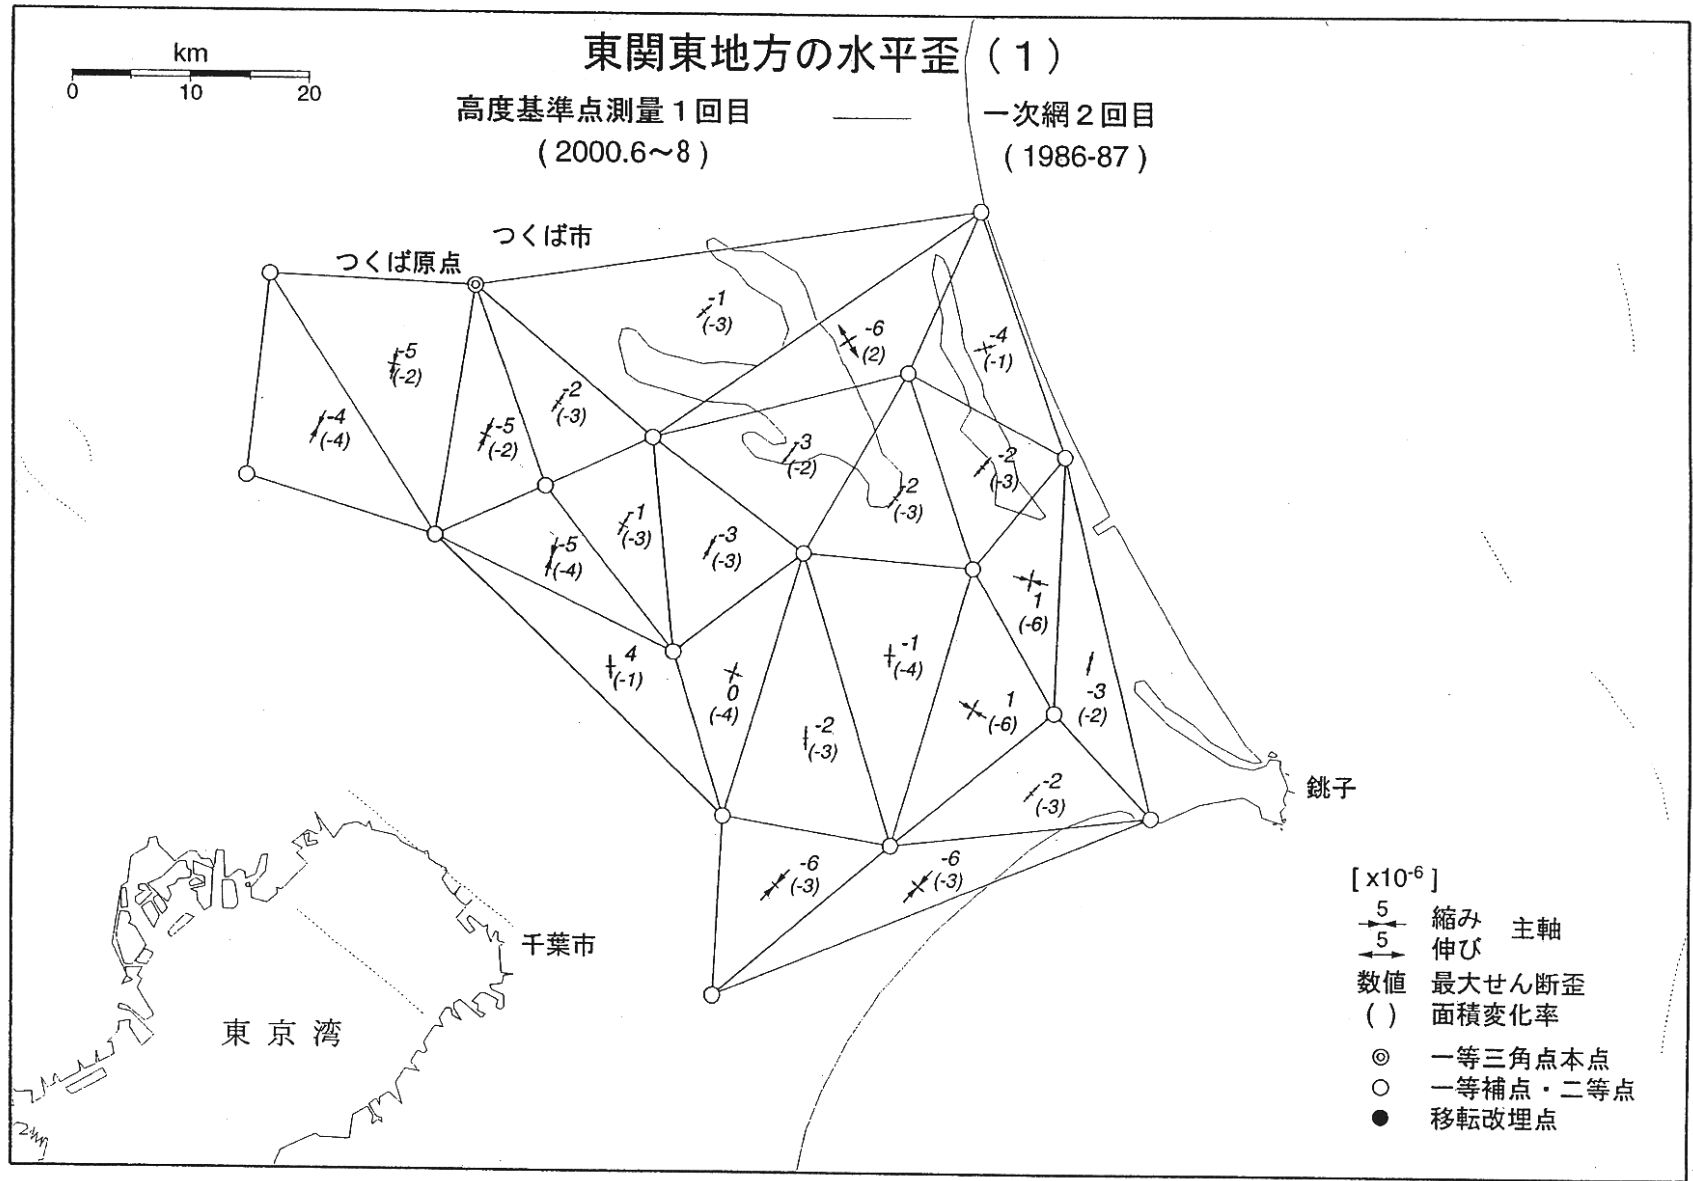 東関東地方の水平歪（1）
km
0 10 20
高度基準点測量1回目 ―― 一次網2回目
( 2000.6～8 ) ( 1986-87 )
つくば市
つくば原点
-1
(-3)
-6
(2)
-4
(-1)
-5
(-2)
-2
(-3)
-4
(-4)
-5
(-2)
-3
(-2)
-2
(-3)
-2
(-3)
-5
(-4)
-1
(-3)
-3
(-3)
1
(-6)
4
(-1)
0
(-4)
-1
(-4)
-3
(-2)
1
(-6)
-2
(-3)
-2
(-3)
銚子
-6
(-3)
-6
(-3)
千葉市
東京湾
[ x10-6 ]
5 縮み 主軸
5 伸び
数値 最大せん断歪
( ) 面積変化率
◎ 一等三角点本点
○ 一等補点・二等点
● 移転改埋点